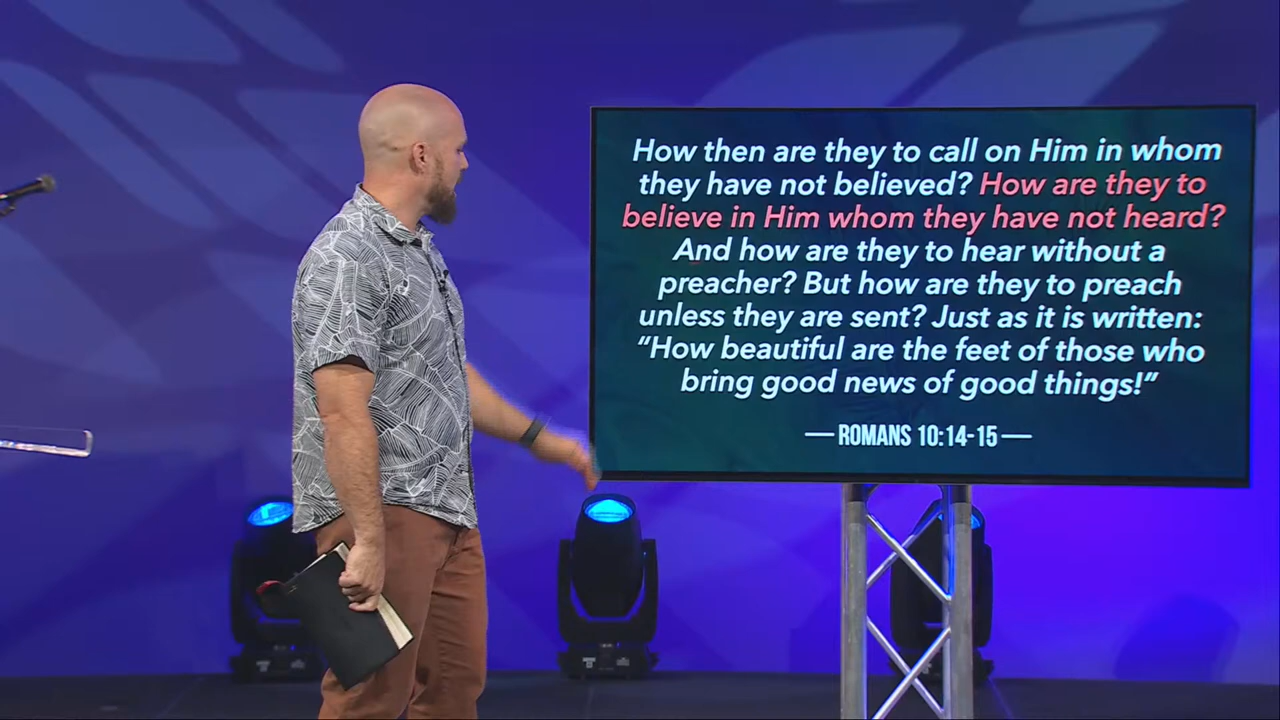 How then are they to call on Him in whom
they have not believed? How are they to
believe in Him whom they have not heard?
And how are they to hear without a
preacher? But how are they to preach
unless they are sent? Just as it is written:
“How beautiful are the feet of those who
bring good news of good things!”
— ROMANS 10:14-15 —